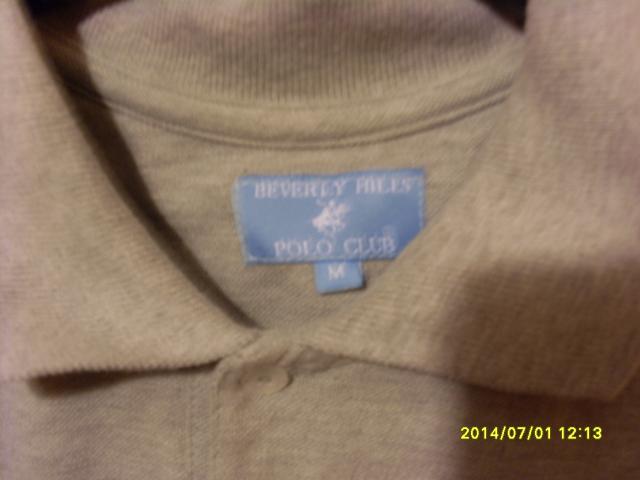 BEVERLY HILLS
POLO CLUB
M
2014/07/01 12:13